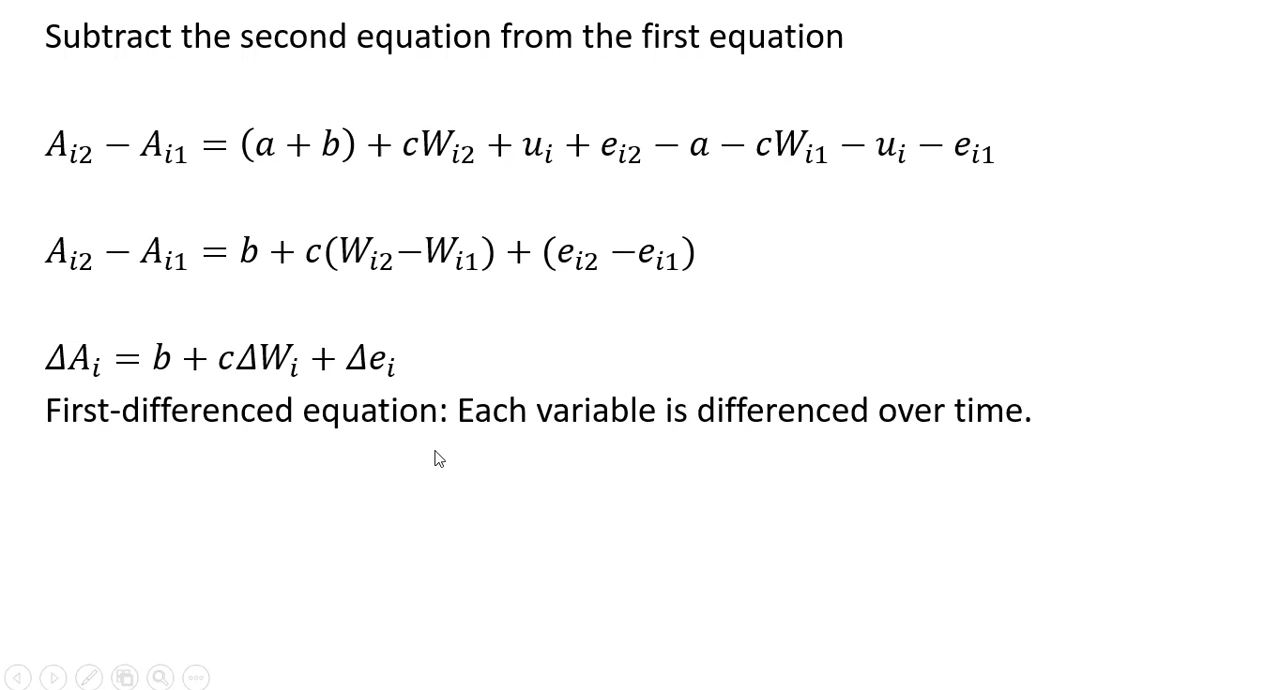 Subtract the second equation from the first equation
A_{i2} − A_{i1} = (a + b) + cW_{i2} + u_i + e_{i2} − a − cW_{i1} − u_i − e_{i1}
A_{i2} − A_{i1} = b + c(W_{i2}−W_{i1}) + (e_{i2} −e_{i1})
ΔA_i = b + cΔW_i + Δe_i
First-differenced equation: Each variable is differenced over time.